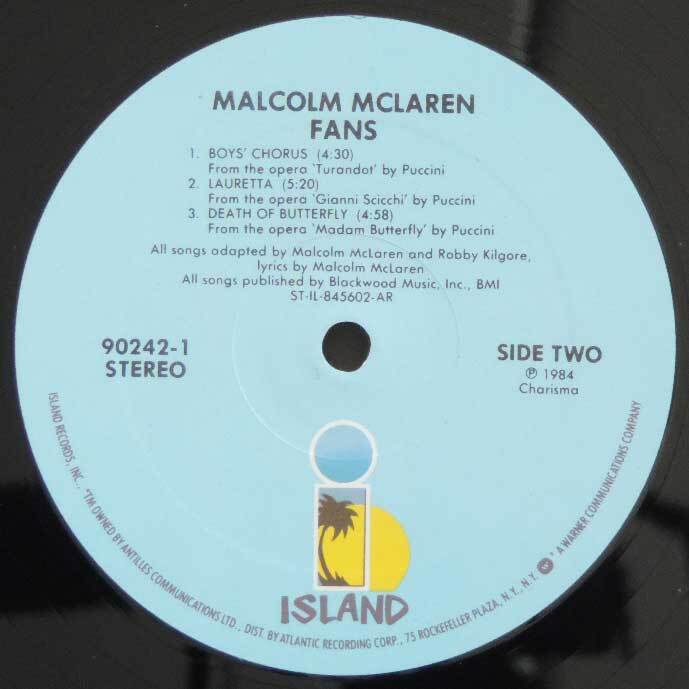 MALCOLM MCLAREN
FANS
1. BOYS' CHORUS (4:30)
From the opera 'Turandot' by Puccini
2. LAURETTA (5:20)
From the opera 'Gianni Scicchi' by Puccini
3. DEATH OF BUTTERFLY (4:58)
From the opera 'Madam Butterfly' by Puccini
All songs adapted by Malcolm McLaren and Robby Kilgore,
lyrics by Malcolm McLaren
All songs published by Blackwood Music, Inc., BMI
ST-IL-845602-AR
90242-1
STEREO
SIDE TWO
℗ 1984
Charisma
ISLAND
ISLAND RECORDS, INC., *TM OWNED BY ANTILLES COMMUNICATIONS LTD., DIST. BY ATLANTIC RECORDING CORP., 75 ROCKEFELLER PLAZA, N.Y., N.Y. W * A WARNER COMMUNICATIONS COMPANY